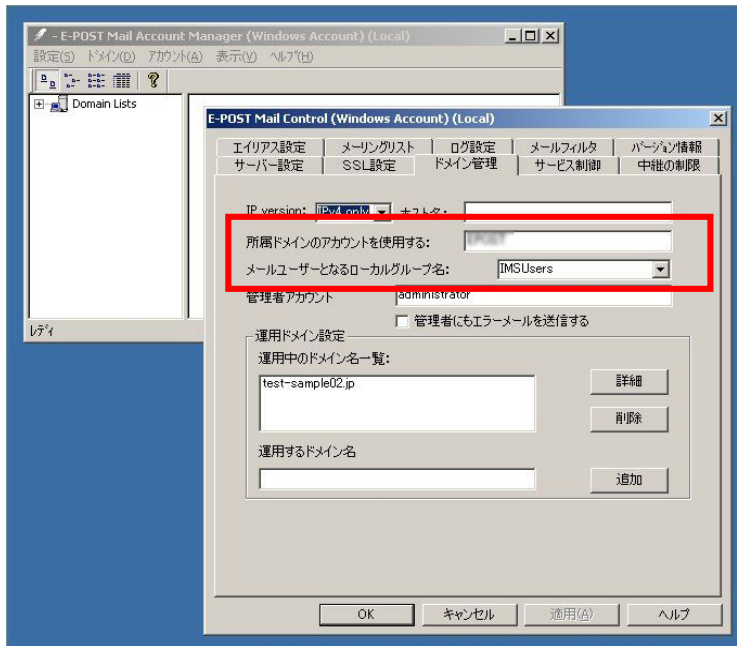 - E-POST Mail Account Manager (Windows Account) (Local)
設定(S) ドメイン(D) アカウント(A) 表示(V) ヘルプ(H)
Domain Lists
レディ
E-POST Mail Control (Windows Account) (Local)
エイリアス設定 メーリングリスト ログ設定 メールフィルタ バージョン情報
サーバー設定 SSL設定 ドメイン管理 サービス制御 中継の制限
IP version: IPv4 only ホスト名:
所属ドメインのアカウントを使用する:
メールユーザーとなるローカルグループ名: IMSUsers
管理者アカウント administrator
管理者にもエラーメールを送信する
運用ドメイン設定
運用中のドメイン名一覧:
test-sample02.jp
詳細
削除
運用するドメイン名
追加
OK キャンセル 適用(A) ヘルプ